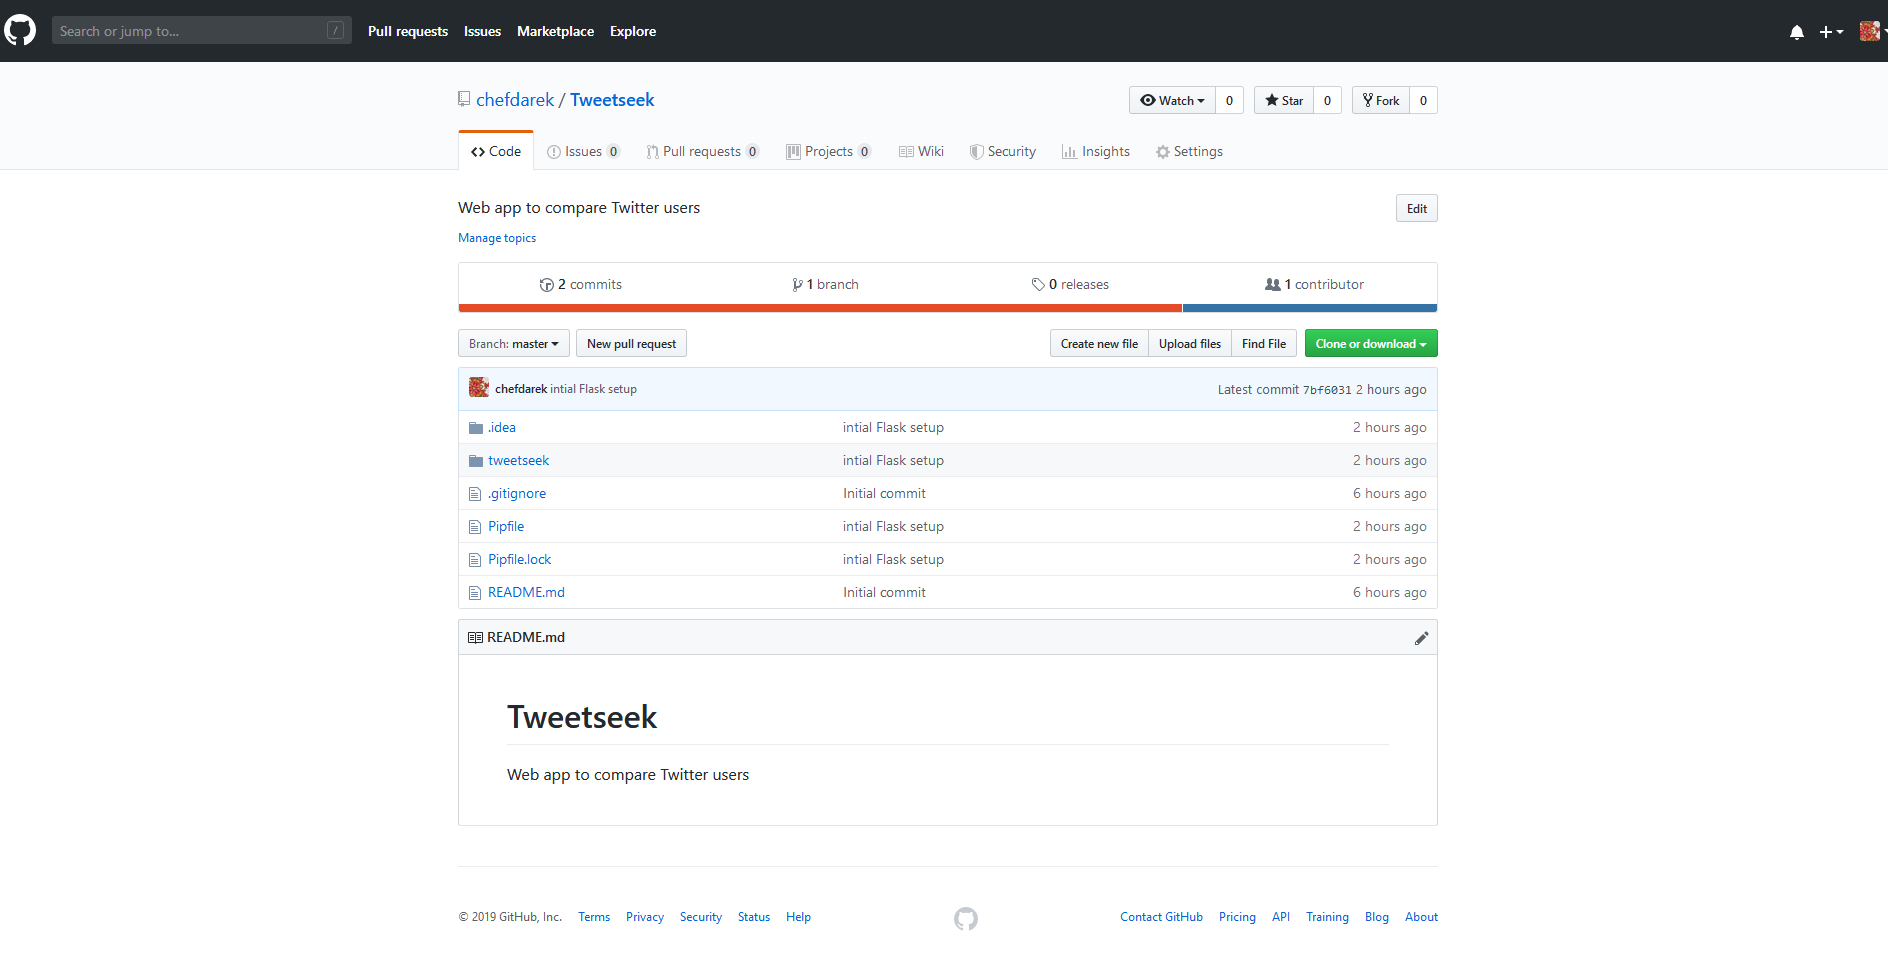 Search or jump to... /
Pull requests Issues Marketplace Explore
chefdarek / Tweetseek
Watch 0 Star 0 Fork 0
Code Issues 0 Pull requests 0 Projects 0 Wiki Security Insights Settings
Web app to compare Twitter users
Edit
Manage topics
2 commits 1 branch 0 releases 1 contributor
Branch: master New pull request Create new file Upload files Find File Clone or download
chefdarek intial Flask setup Latest commit 7bf6031 2 hours ago
.idea intial Flask setup 2 hours ago
tweetseek intial Flask setup 2 hours ago
.gitignore Initial commit 6 hours ago
Pipfile intial Flask setup 2 hours ago
Pipfile.lock intial Flask setup 2 hours ago
README.md Initial commit 6 hours ago
README.md
Tweetseek
Web app to compare Twitter users
© 2019 GitHub, Inc. Terms Privacy Security Status Help Contact GitHub Pricing API Training Blog About